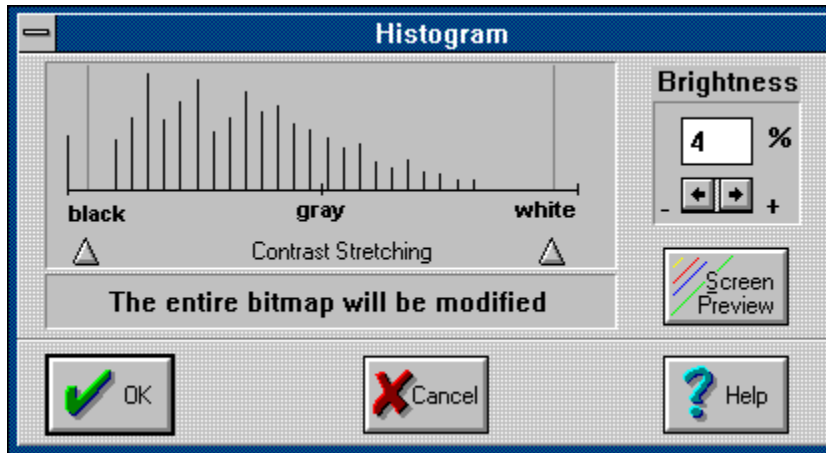 Histogram
black gray white
Contrast Stretching
The entire bitmap will be modified
Brightness
4 %
- +
Screen
Preview
OK
Cancel
Help